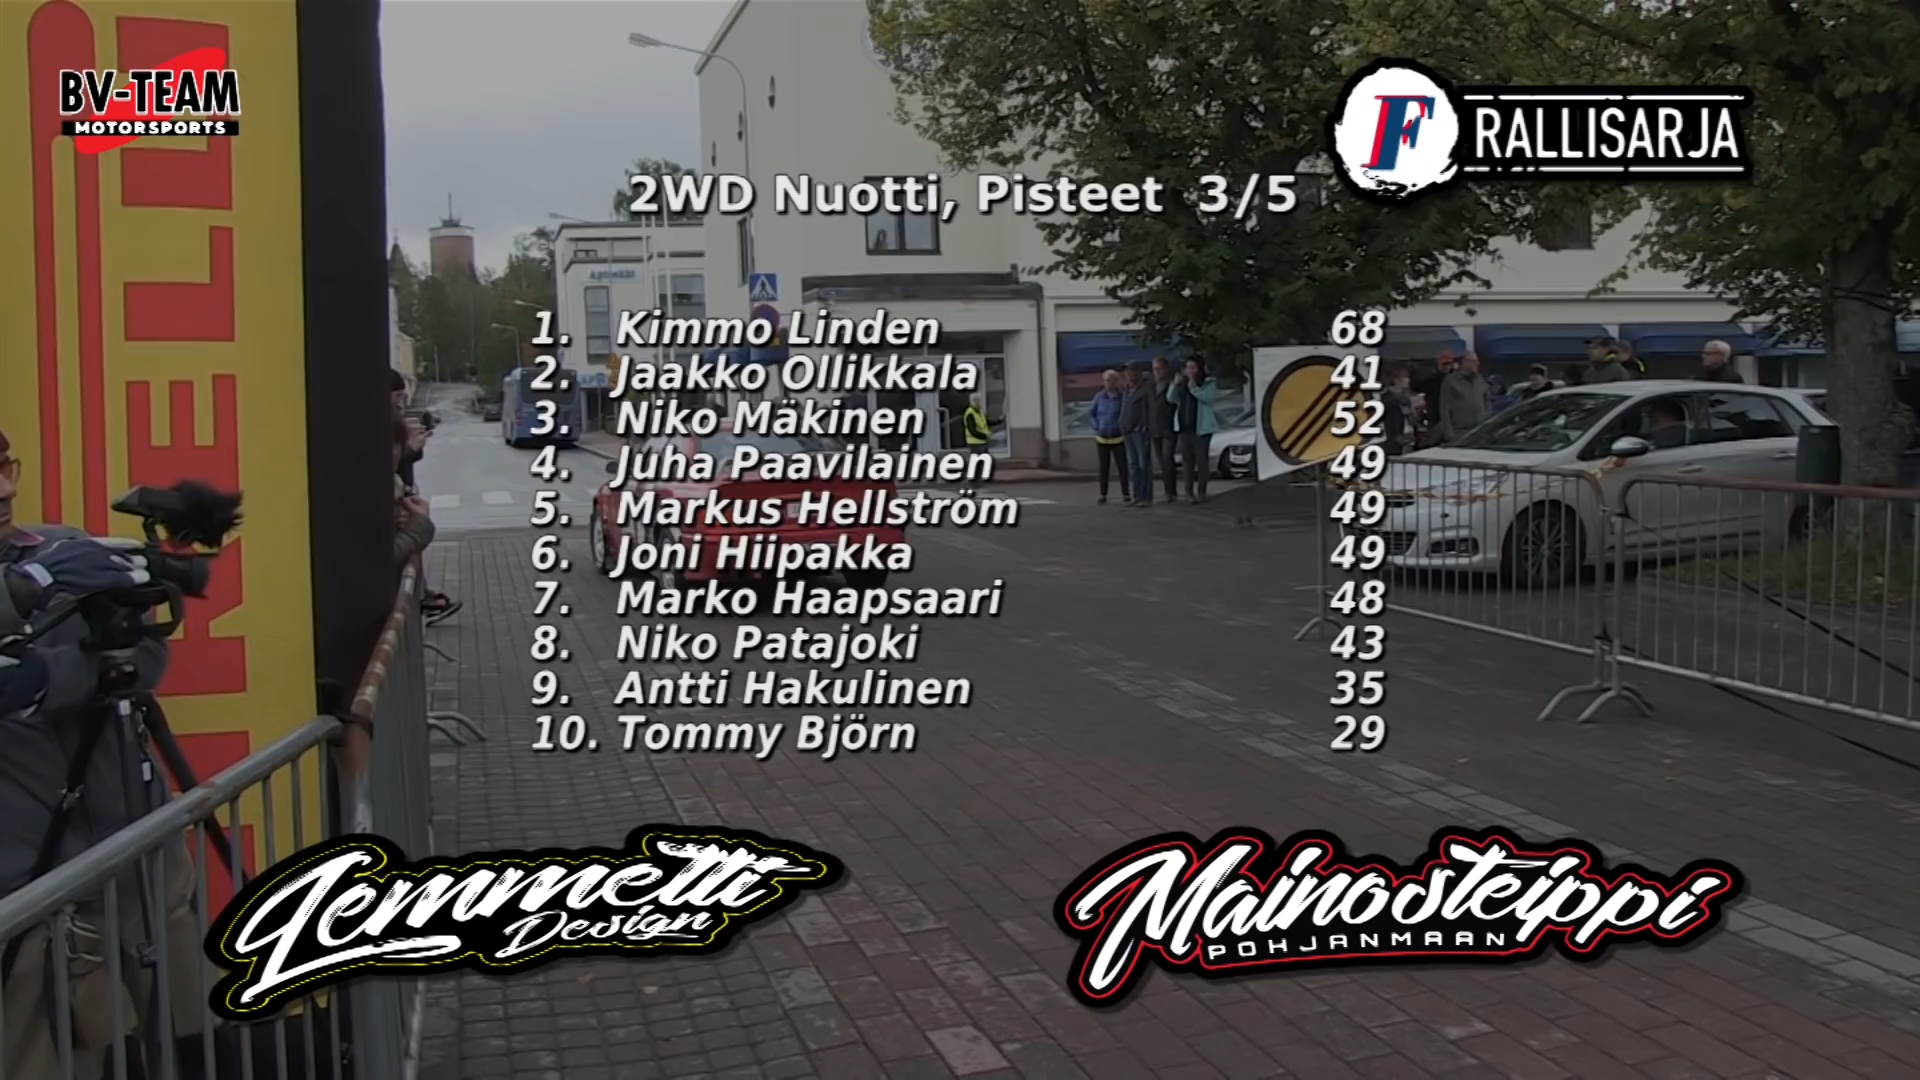 BV-TEAM
MOTORSPORTS
F RALLISARJA
2WD Nuotti, Pisteet 3/5
1. Kimmo Linden 68
2. Jaakko Ollikkala 41
3. Niko Mäkinen 52
4. Juha Paavilainen 49
5. Markus Hellström 49
6. Joni Hiipakka 49
7. Marko Haapsaari 48
8. Niko Patajoki 43
9. Antti Hakulinen 35
10. Tommy Björn 29
Lemmetti
Design
Mainosteippi
POHJANMAAN